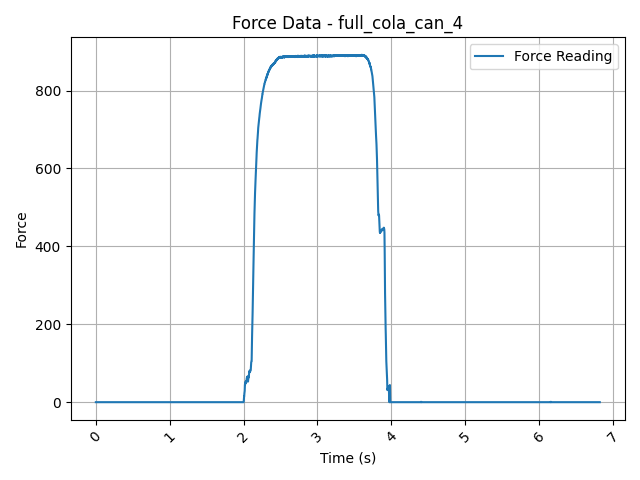 Force Data - full_cola_can_4
Force Reading
800
600
400
200
0
Force
0 1 2 3 4 5 6 7
Time (s)